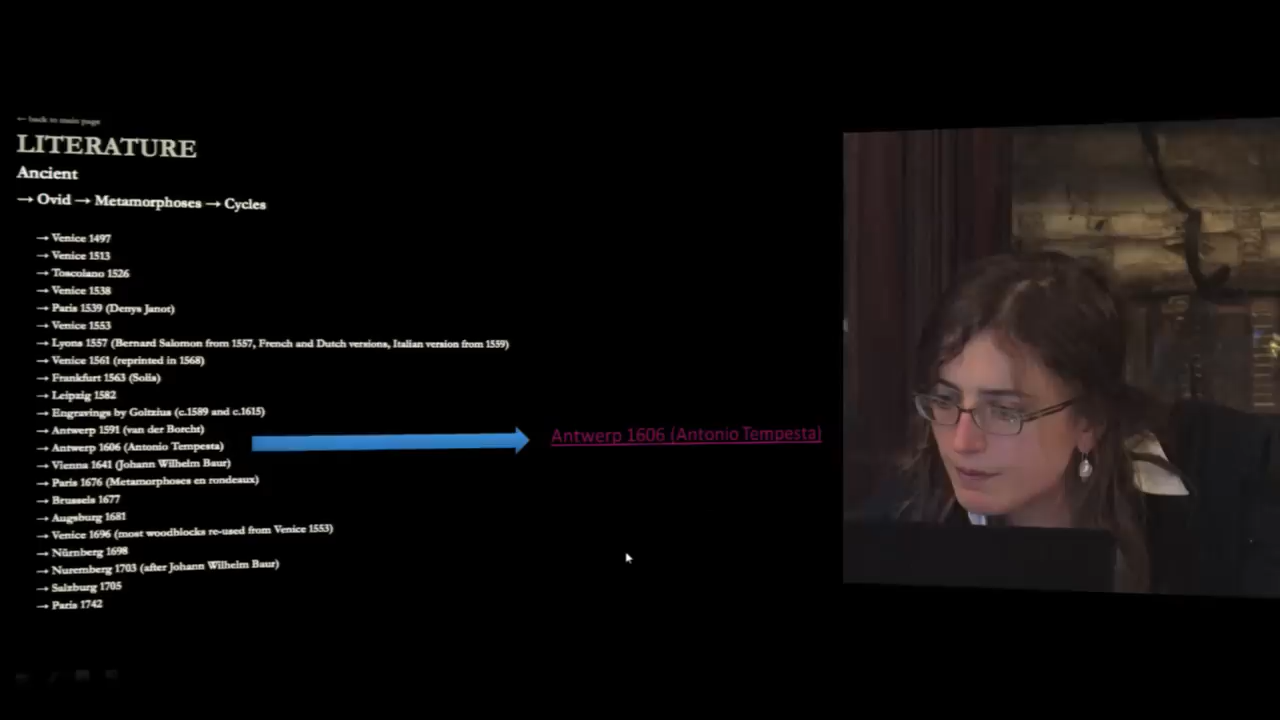 ← back to main page
LITERATURE
Ancient
→ Ovid → Metamorphoses → Cycles
→ Venice 1497
→ Venice 1513
→ Toscolano 1526
→ Venice 1538
→ Paris 1539 (Denys Janot)
→ Venice 1553
→ Lyons 1557 (Bernard Salomon from 1557, French and Dutch versions, Italian version from 1559)
→ Venice 1561 (reprinted in 1568)
→ Frankfurt 1563 (Solis)
→ Leipzig 1582
→ Engravings by Goltzius (c.1589 and c.1615)
→ Antwerp 1591 (van der Borcht)
→ Antwerp 1606 (Antonio Tempesta)
Antwerp 1606 (Antonio Tempesta)
→ Vienna 1641 (Johann Wilhelm Baur)
→ Paris 1676 (Metamorphoses en rondeaux)
→ Brussels 1677
→ Augsburg 1681
→ Venice 1696 (most woodblocks re-used from Venice 1553)
→ Nürnberg 1698
→ Nuremberg 1703 (after Johann Wilhelm Baur)
→ Salzburg 1705
→ Paris 1742